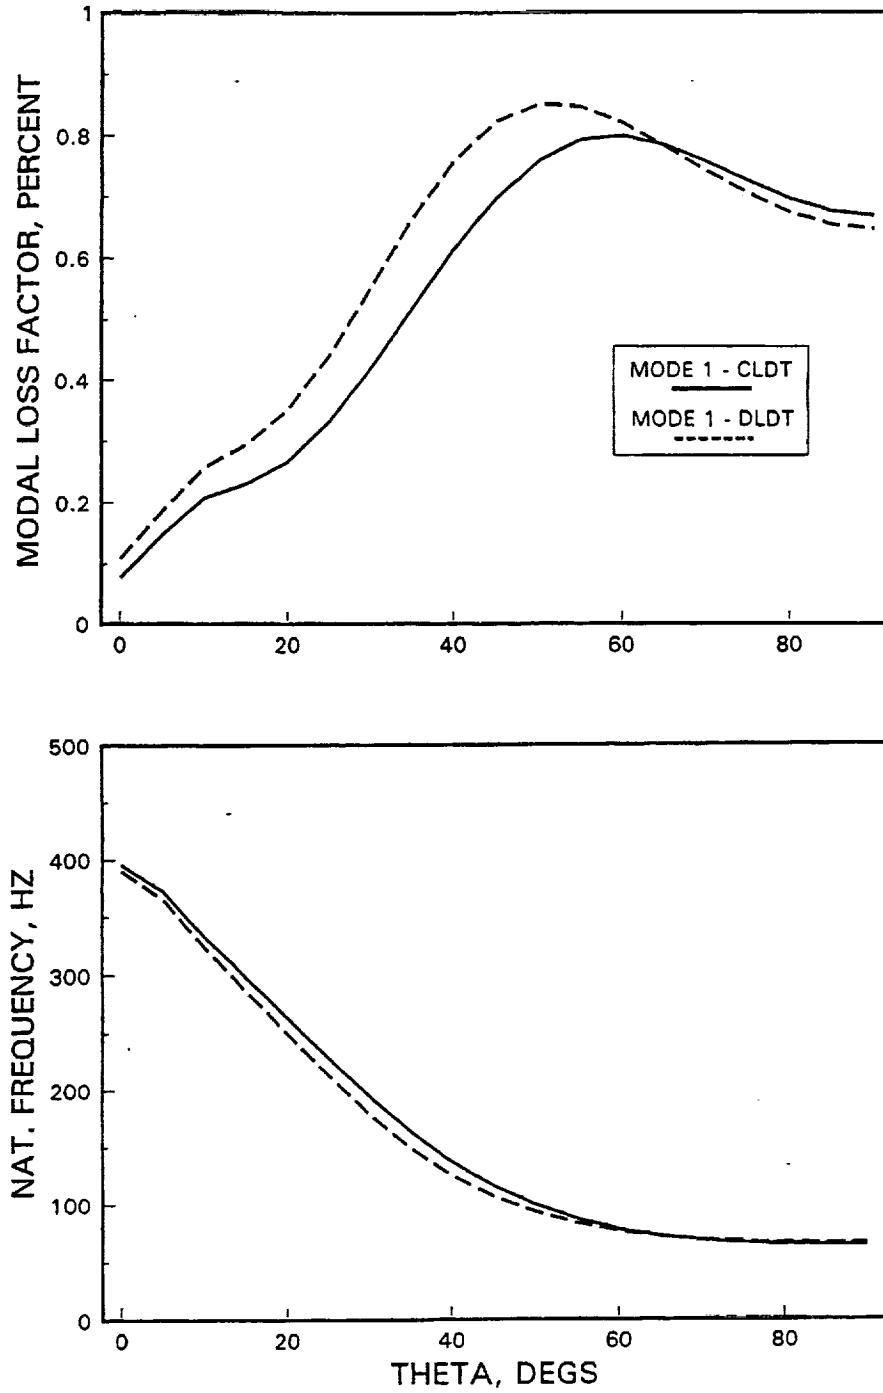 1
0.8
0.6
0.4
0.2
0
MODAL LOSS FACTOR, PERCENT
MODE 1 - CLDT
MODE 1 - DLDT
0 20 40 60 80
500
400
300
200
100
0
NAT. FREQUENCY, HZ
0 20 40 60 80
THETA, DEGS